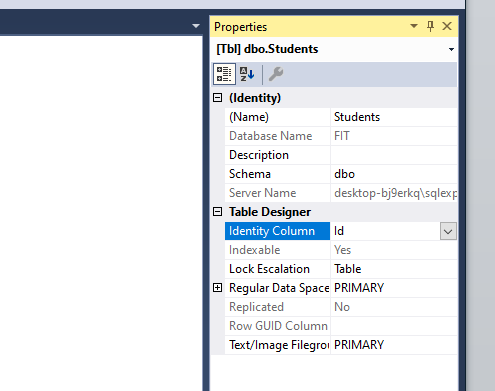 Properties
[Tbl] dbo.Students
(Identity)
(Name) Students
Database Name FIT
Description
Schema dbo
Server Name desktop-bj9erkq\sqlexp
Table Designer
Identity Column Id
Indexable Yes
Lock Escalation Table
Regular Data Space PRIMARY
Replicated No
Row GUID Column
Text/Image Filegrou PRIMARY